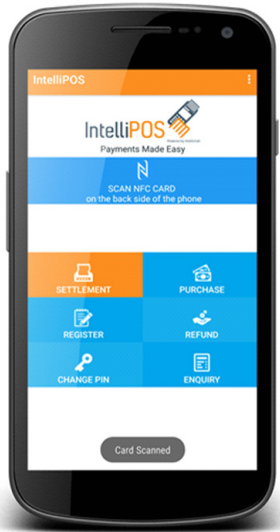 IntelliPOS
IntelliPOS
Payments Made Easy
SCAN NFC CARD
on the back side of the phone
SETTLEMENT
PURCHASE
REGISTER
REFUND
CHANGE PIN
ENQUIRY
Card Scanned